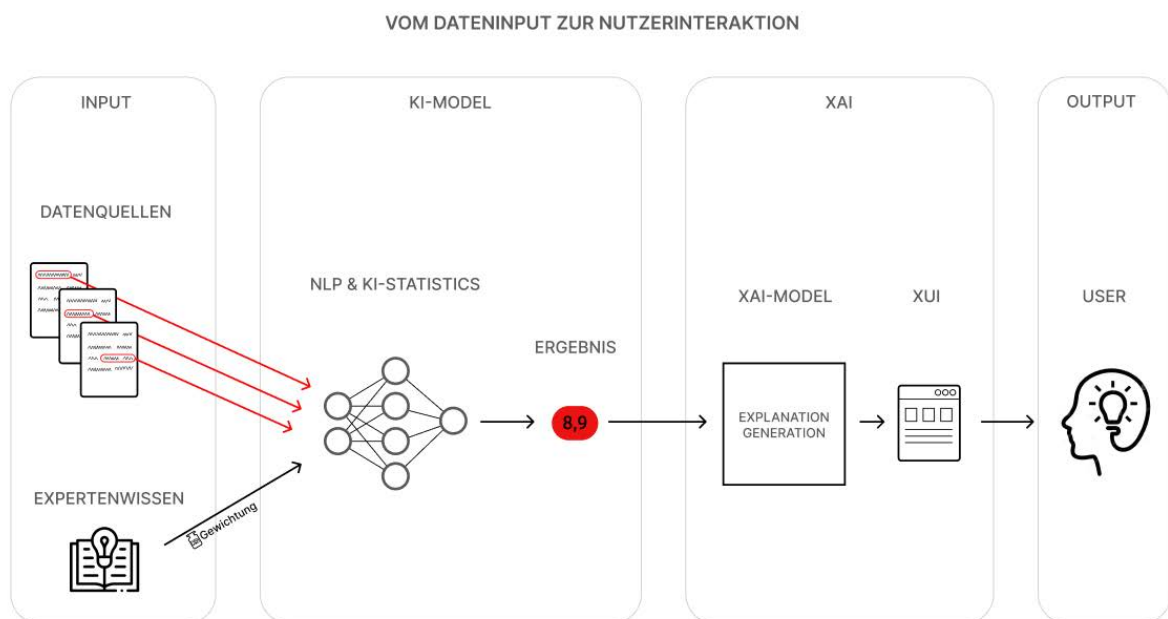 VOM DATENINPUT ZUR NUTZERINTERAKTION
INPUT
DATENQUELLEN
EXPERTENWISSEN
Gewichtung
KI-MODEL
NLP & KI-STATISTICS
ERGEBNIS
8,9
XAI
XAI-MODEL
EXPLANATION
GENERATION
XUI
OUTPUT
USER